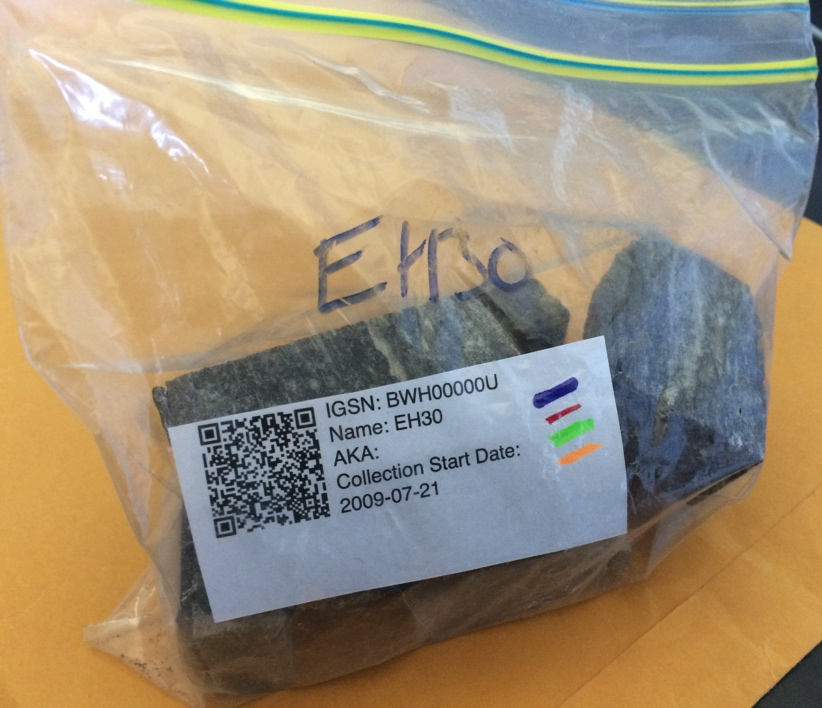 EH30
IGSN: BWH00000U
Name: EH30
AKA:
Collection Start Date:
2009-07-21